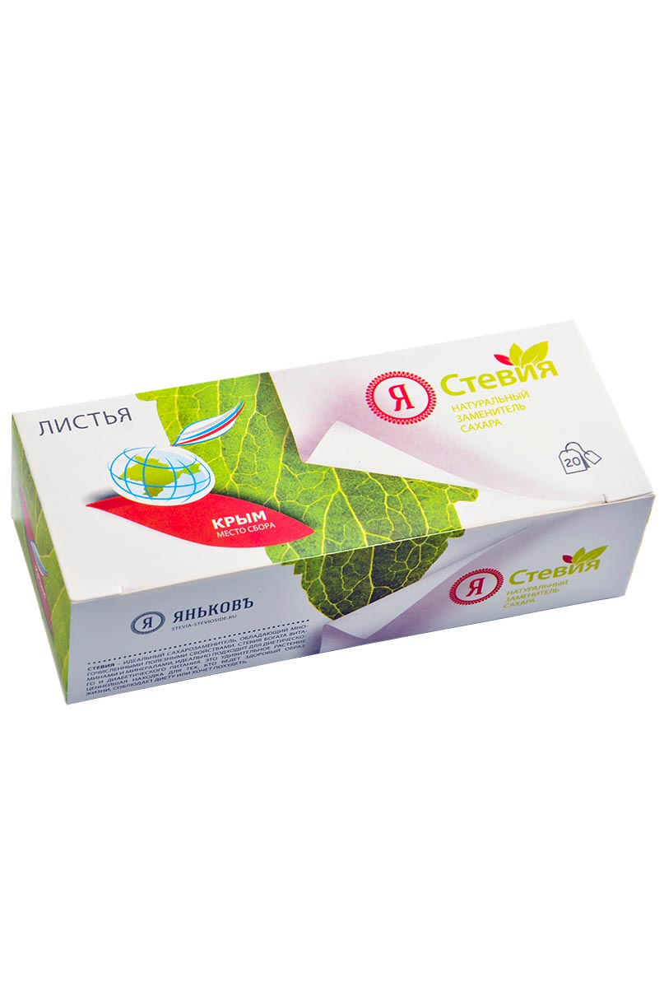 ЛИСТЬЯ
Я
Стевия
НАТУРАЛЬНЫЙ
ЗАМЕНИТЕЛЬ
САХАРА
20
КРЫМ
МЕСТО СБОРА
Я
Стевия
НАТУРАЛЬНЫЙ
ЗАМЕНИТЕЛЬ
САХАРА
Я ЯНЬКОВЪ
STEVIA-STEVIOSIDE.RU
СТЕВИЯ – ИДЕАЛЬНЫЙ САХАРОЗАМЕНИТЕЛЬ, ОБЛАДАЮЩИЙ МНО-
ГОЧИСЛЕННЫМИ ПОЛЕЗНЫМИ СВОЙСТВАМИ. СТЕВИЯ БОГАТА ВИТА-
МИНАМИ И МИНЕРАЛАМИ, ИДЕАЛЬНО ПОДХОДИТ ДЛЯ ДИЕТИЧЕСКО-
ГО И ДИАБЕТИЧЕСКОГО ПИТАНИЯ. ЭТО УДИВИТЕЛЬНОЕ РАСТЕНИЕ
ЦЕННЕЙШАЯ НАХОДКА ДЛЯ ТЕХ, КТО ВЕДЕТ ЗДОРОВЫЙ ОБРАЗ
ЖИЗНИ, СОБЛЮДАЕТ ДИЕТУ ИЛИ ХОЧЕТ ПОХУДЕТЬ.